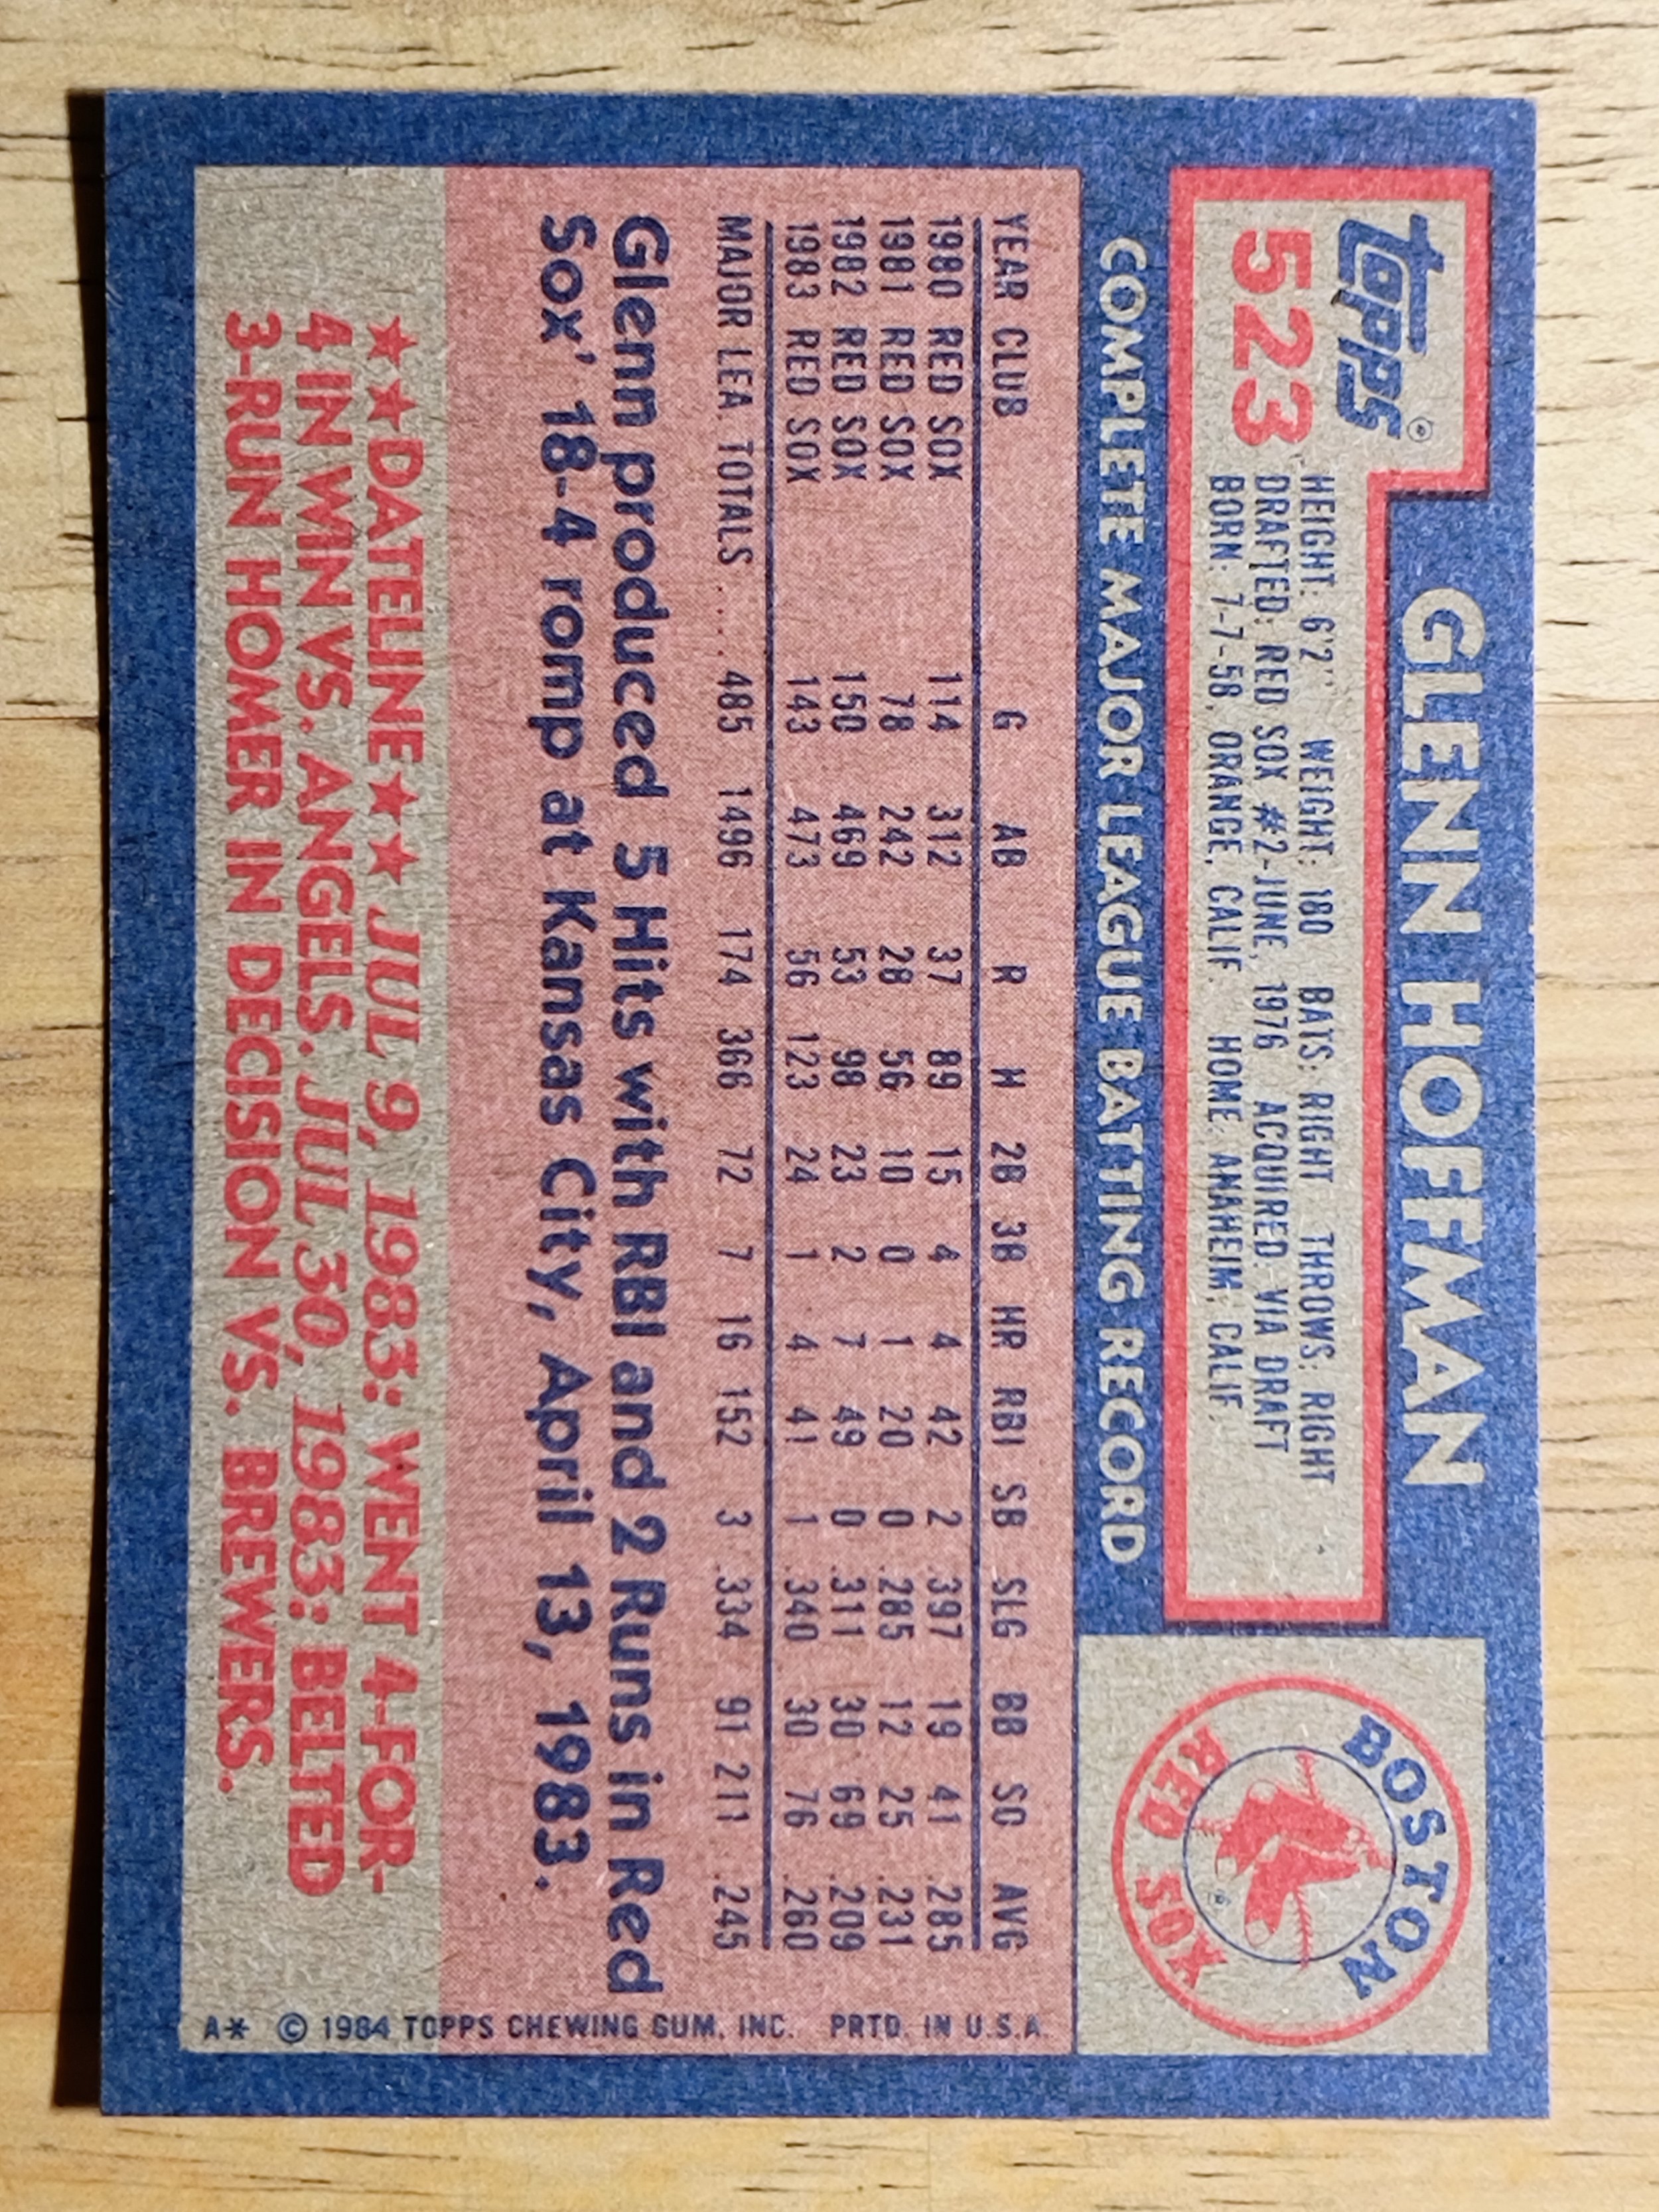 topps®
523
GLENN HOFFMAN
HEIGHT: 6'2" WEIGHT: 180 BATS: RIGHT THROWS: RIGHT
DRAFTED: RED SOX #2-JUNE, 1976 ACQUIRED: VIA DRAFT
BORN: 7-7-58, ORANGE, CALIF. HOME: ANAHEIM, CALIF.
BOSTON
RED SOX
®
COMPLETE MAJOR LEAGUE BATTING RECORD
YEAR CLUB G AB R H 2B 3B HR RBI SB SLG BB SO AVG
1980 RED SOX 114 312 37 89 15 4 4 42 2 .397 19 41 .285
1981 RED SOX 78 242 28 56 10 0 1 20 0 .285 12 25 .231
1982 RED SOX 150 469 53 98 23 2 7 49 0 .311 30 69 .209
1983 RED SOX 143 473 56 123 24 1 4 41 1 .340 30 76 .260
MAJOR LEA. TOTALS ..... 485 1496 174 366 72 7 16 152 3 .334 91 211 .245
Glenn produced 5 Hits with RBI and 2 Runs in Red
Sox' 18-4 romp at Kansas City, April 13, 1983.
★★DATELINE★★ JUL 9, 1983: WENT 4-FOR-
4 IN WIN VS. ANGELS. JUL 30, 1983: BELTED
3-RUN HOMER IN DECISION VS. BREWERS.
A* © 1984 TOPPS CHEWING GUM, INC. PRTD. IN U.S.A.